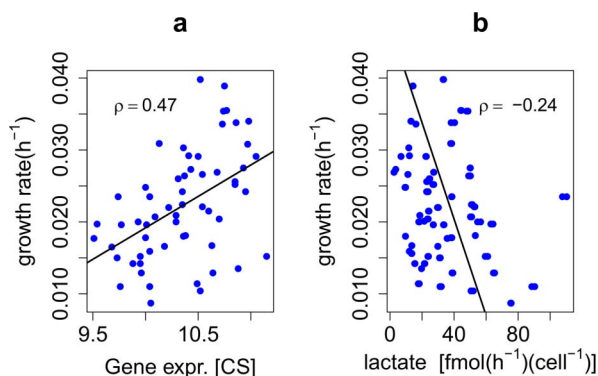 a
b
growth rate(h⁻¹)
0.010 0.020 0.030 0.040
ρ = 0.47
9.5 10.5
Gene expr. [CS]
growth rate(h⁻¹)
0.010 0.020 0.030 0.040
ρ = −0.24
0 40 80
lactate [fmol(h⁻¹)(cell⁻¹)]